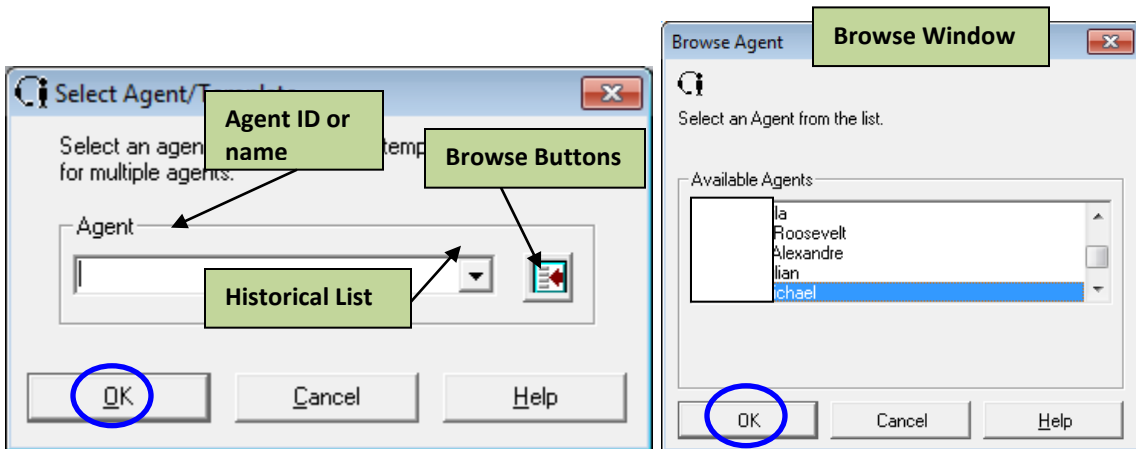 Select Agent/
Agent ID or
name
Select an agen
temp
for multiple agents.
Browse Buttons
Agent
Historical List
OK
Cancel
Help
Browse Agent
Browse Window
Select an Agent from the list.
Available Agents
la
Roosevelt
Alexandre
lian
ichael
OK
Cancel
Help